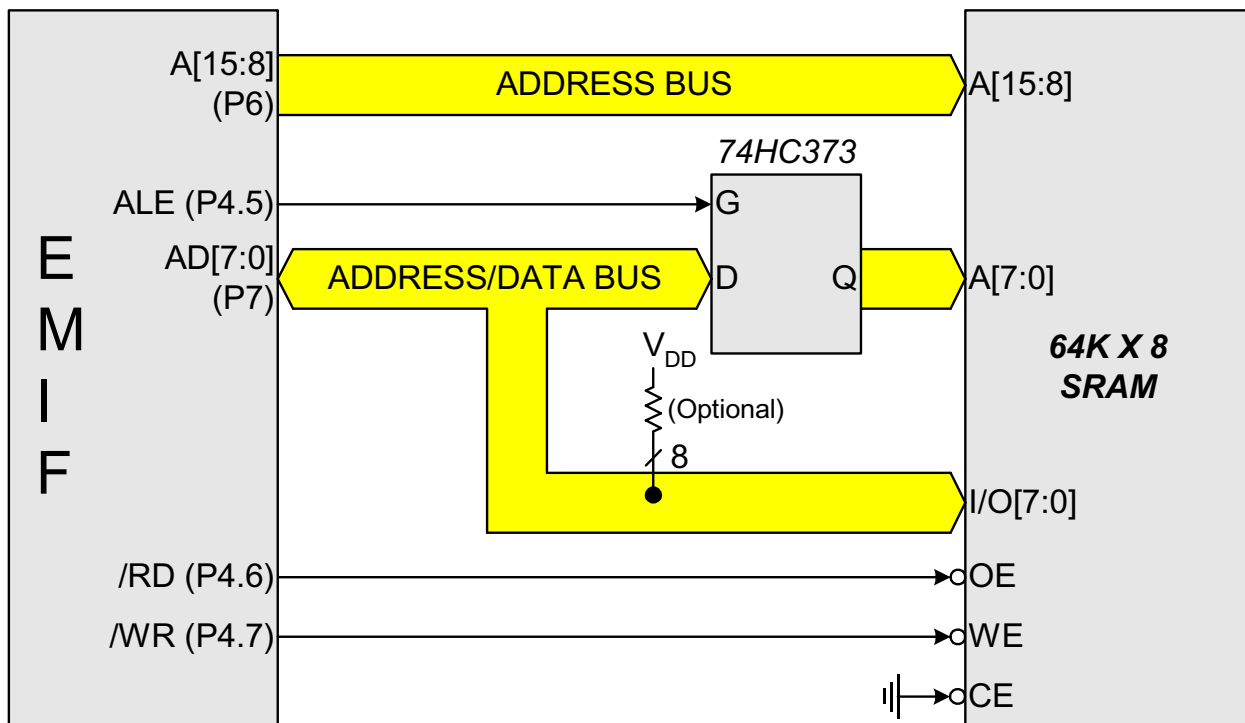 A[15:8]
(P6)
ADDRESS BUS
A[15:8]
74HC373
ALE (P4.5)
G
E
M
I
F
AD[7:0]
(P7)
ADDRESS/DATA BUS
D
Q
A[7:0]
V DD
(Optional)
8
64K X 8
SRAM
I/O[7:0]
/RD (P4.6)
OE
/WR (P4.7)
WE
CE